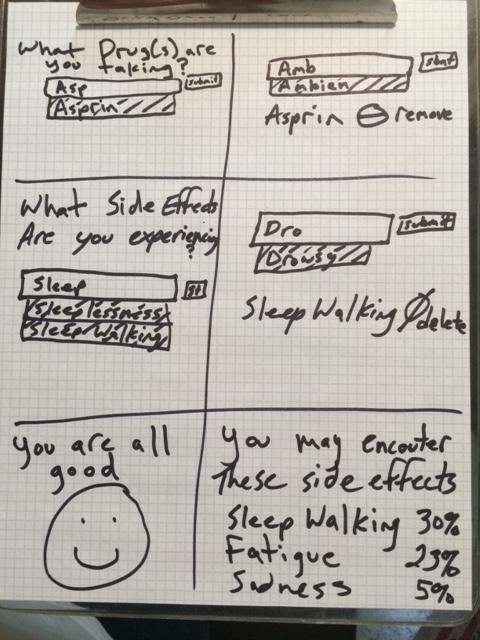 What Drug(s) are
you taking?
Asp submit
Asprin
Amb sbmt
Ambien
Asprin remove
What Side Effects
Are you experiencing
?
Sleep st
Sleeplessness
Sleep Walking
Dro submit
Drowsy
Sleep Walking delete
you are all
good
You may encouter
These side effects
Sleep Walking 30%
Fatigue 23%
Sadness 5%